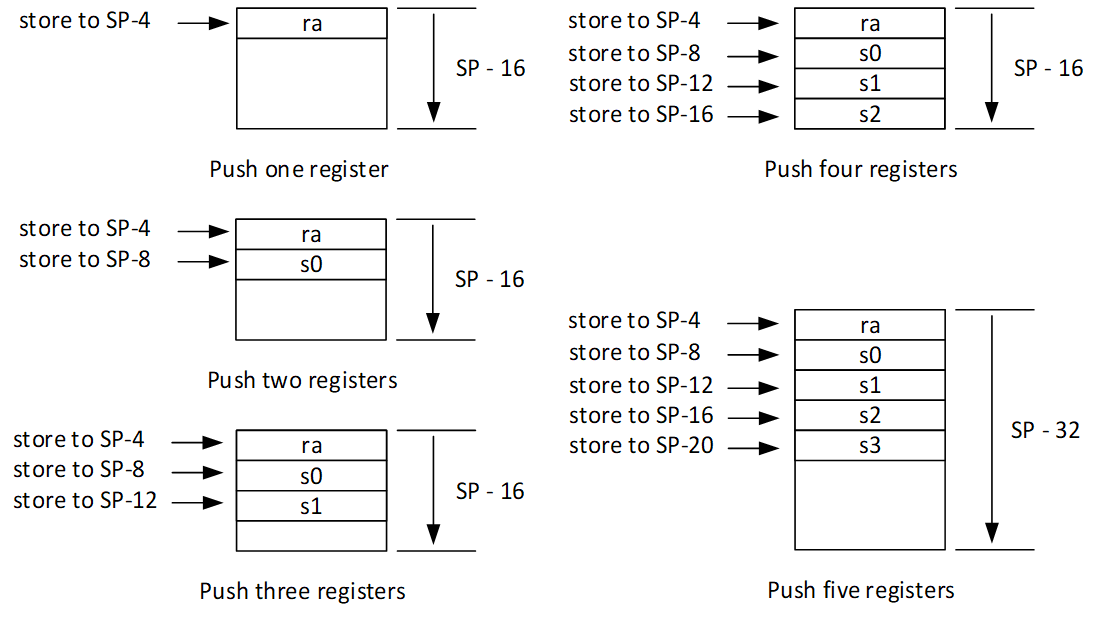 store to SP-4
ra
SP - 16
Push one register
store to SP-4
store to SP-8
ra
s0
SP - 16
Push two registers
store to SP-4
store to SP-8
store to SP-12
ra
s0
s1
SP - 16
Push three registers
store to SP-4
store to SP-8
store to SP-12
store to SP-16
ra
s0
s1
s2
SP - 16
Push four registers
store to SP-4
store to SP-8
store to SP-12
store to SP-16
store to SP-20
ra
s0
s1
s2
s3
SP - 32
Push five registers